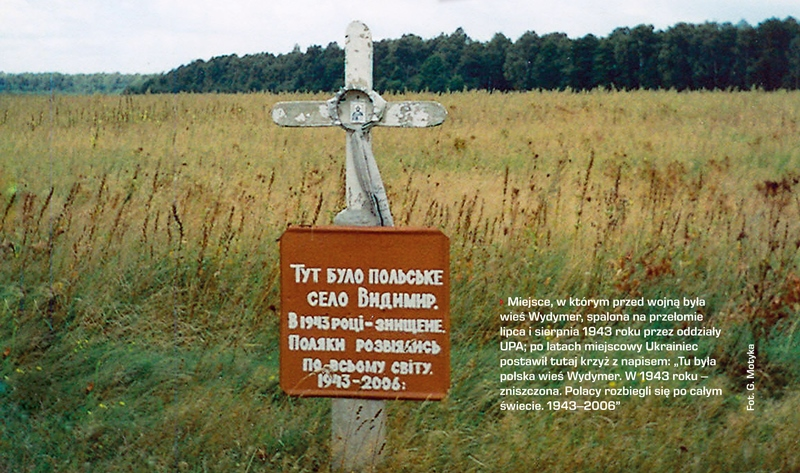 Тут було польське
село Видимир.
В 1943 році – знищене.
Поляки розвіялись
по всьому світу.
1943-2006:
Miejsce, w którym przed wojną była
wieś Wydymer, spalona na przełomie
lipca i sierpnia 1943 roku przez oddziały
UPA; po latach miejscowy Ukrainiec
postawił tutaj krzyż z napisem: „Tu była
polska wieś Wydymer. W 1943 roku –
zniszczona. Polacy rozbiegli się po całym
świecie. 1943–2006”
Fot. G. Motyka